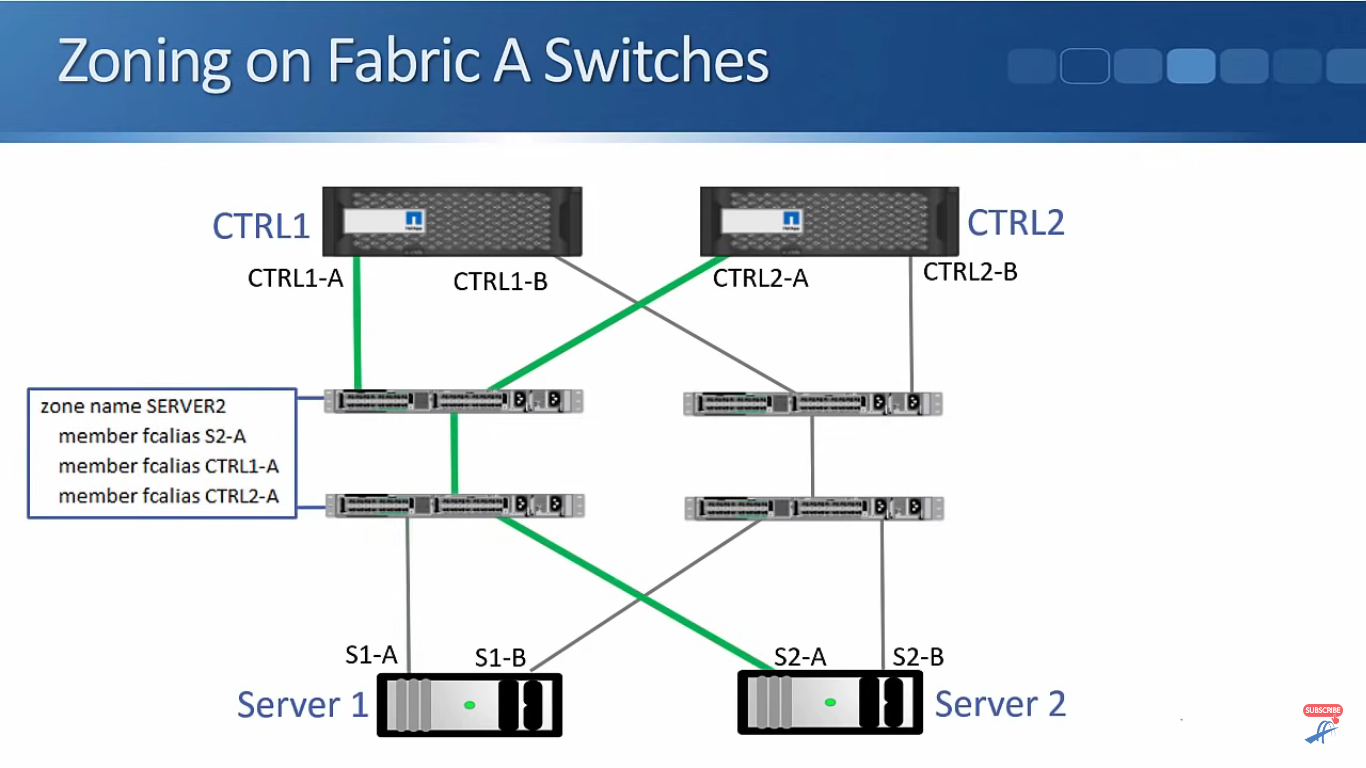 Zoning on Fabric A Switches
CTRL1
CTRL2
CTRL1-A
CTRL1-B
CTRL2-A
CTRL2-B
zone name SERVER2
member fcalias S2-A
member fcalias CTRL1-A
member fcalias CTRL2-A
S1-A
S1-B
S2-A
S2-B
Server 1
Server 2
SUBSCRIBE